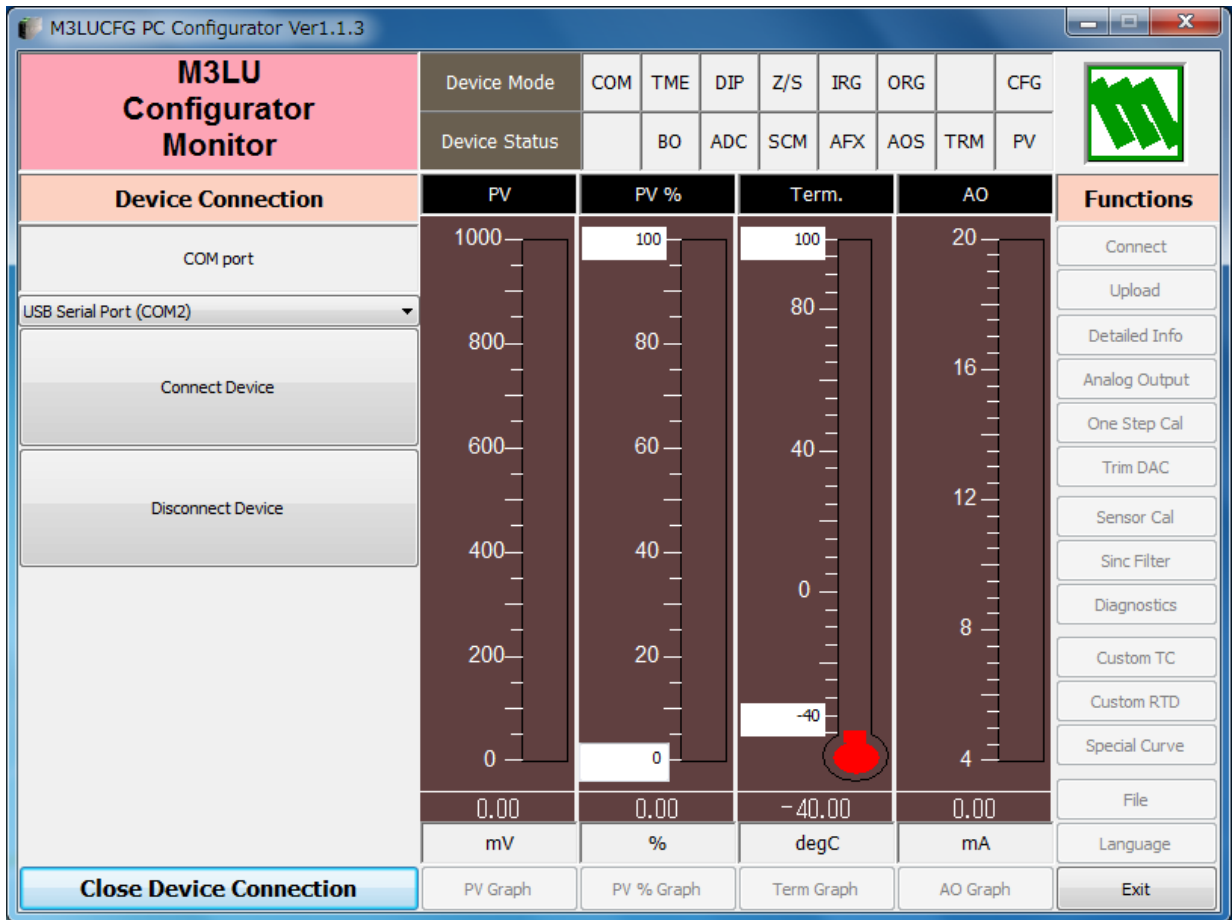 M3LUCFG PC Configurator Ver1.1.3
M3LU
Configurator
Monitor
Device Mode
COM
TME
DIP
Z/S
IRG
ORG
CFG
Device Status
BO
ADC
SCM
AFX
AOS
TRM
PV
Device Connection
COM port
USB Serial Port (COM2)
Connect Device
Disconnect Device
Close Device Connection
PV
1000
800
600
400
200
0
0.00
mV
PV Graph
PV %
100
80
60
40
20
0
0.00
%
PV % Graph
Term.
100
80
40
0
-40
-40.00
degC
Term Graph
AO
20
16
12
8
4
0.00
mA
AO Graph
Functions
Connect
Upload
Detailed Info
Analog Output
One Step Cal
Trim DAC
Sensor Cal
Sinc Filter
Diagnostics
Custom TC
Custom RTD
Special Curve
File
Language
Exit